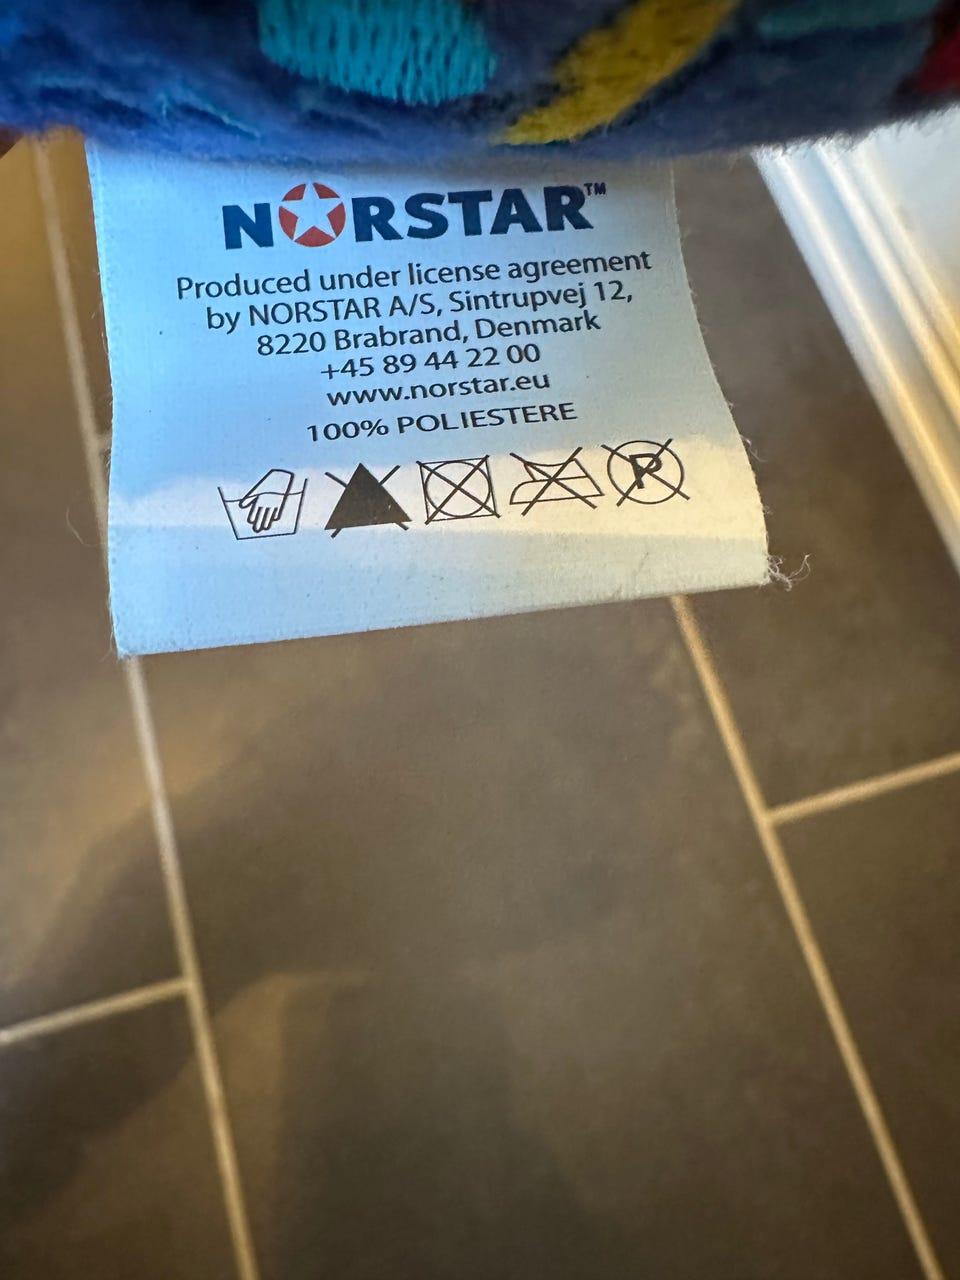 NORSTAR™
Produced under license agreement
by NORSTAR A/S, Sintrupvej 12,
8220 Brabrand, Denmark
+45 89 44 22 00
www.norstar.eu
100% POLIESTERE
P